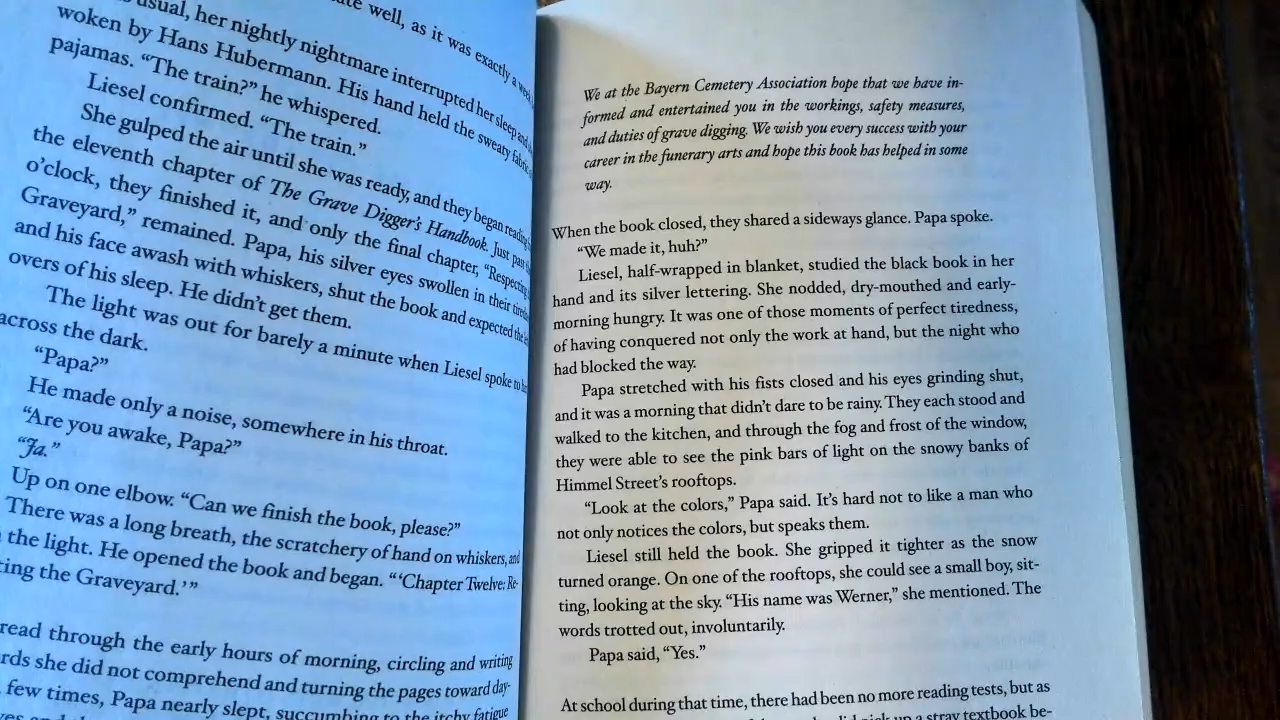 well, as it was exactly a
usual, her nightly nightmare interrupted her sleep and
woken by Hans Hubermann. His hand held the sweaty
pajamas. “The train?” he whispered.
Liesel confirmed. “The train.”
She gulped the air until she was ready, and they began reading
the eleventh chapter of The Grave Digger’s Handbook. Just
o’clock, they finished it, and only the final chapter, “Respecting
Graveyard,” remained. Papa, his silver eyes swollen in their
and his face awash with whiskers, shut the book and expected the
overs of his sleep. He didn’t get them.
The light was out for barely a minute when Liesel spoke to
across the dark.
“Papa?”
He made only a noise, somewhere in his throat.
“Are you awake, Papa?”
“Ja.”
Up on one elbow. “Can we finish the book, please?”
There was a long breath, the scratchery of hand on whiskers, and
the light. He opened the book and began. “‘Chapter Twelve: Re-
ting the Graveyard.’”
read through the early hours of morning, circling and writing
rds she did not comprehend and turning the pages toward day-
few times, Papa nearly slept, succumbing to the itchy fatigue
We at the Bayern Cemetery Association hope that we have in-
formed and entertained you in the workings, safety measures,
and duties of grave digging. We wish you every success with your
career in the funerary arts and hope this book has helped in some
way.
When the book closed, they shared a sideways glance. Papa spoke.
“We made it, huh?”
Liesel, half-wrapped in blanket, studied the black book in her
hand and its silver lettering. She nodded, dry-mouthed and early-
morning hungry. It was one of those moments of perfect tiredness,
of having conquered not only the work at hand, but the night who
had blocked the way.
Papa stretched with his fists closed and his eyes grinding shut,
and it was a morning that didn’t dare to be rainy. They each stood and
walked to the kitchen, and through the fog and frost of the window,
they were able to see the pink bars of light on the snowy banks of
Himmel Street’s rooftops.
“Look at the colors,” Papa said. It’s hard not to like a man who
not only notices the colors, but speaks them.
Liesel still held the book. She gripped it tighter as the snow
turned orange. On one of the rooftops, she could see a small boy, sit-
ting, looking at the sky. “His name was Werner,” she mentioned. The
words trotted out, involuntarily.
Papa said, “Yes.”
At school during that time, there had been no more reading tests, but as
pick up a stray textbook be-